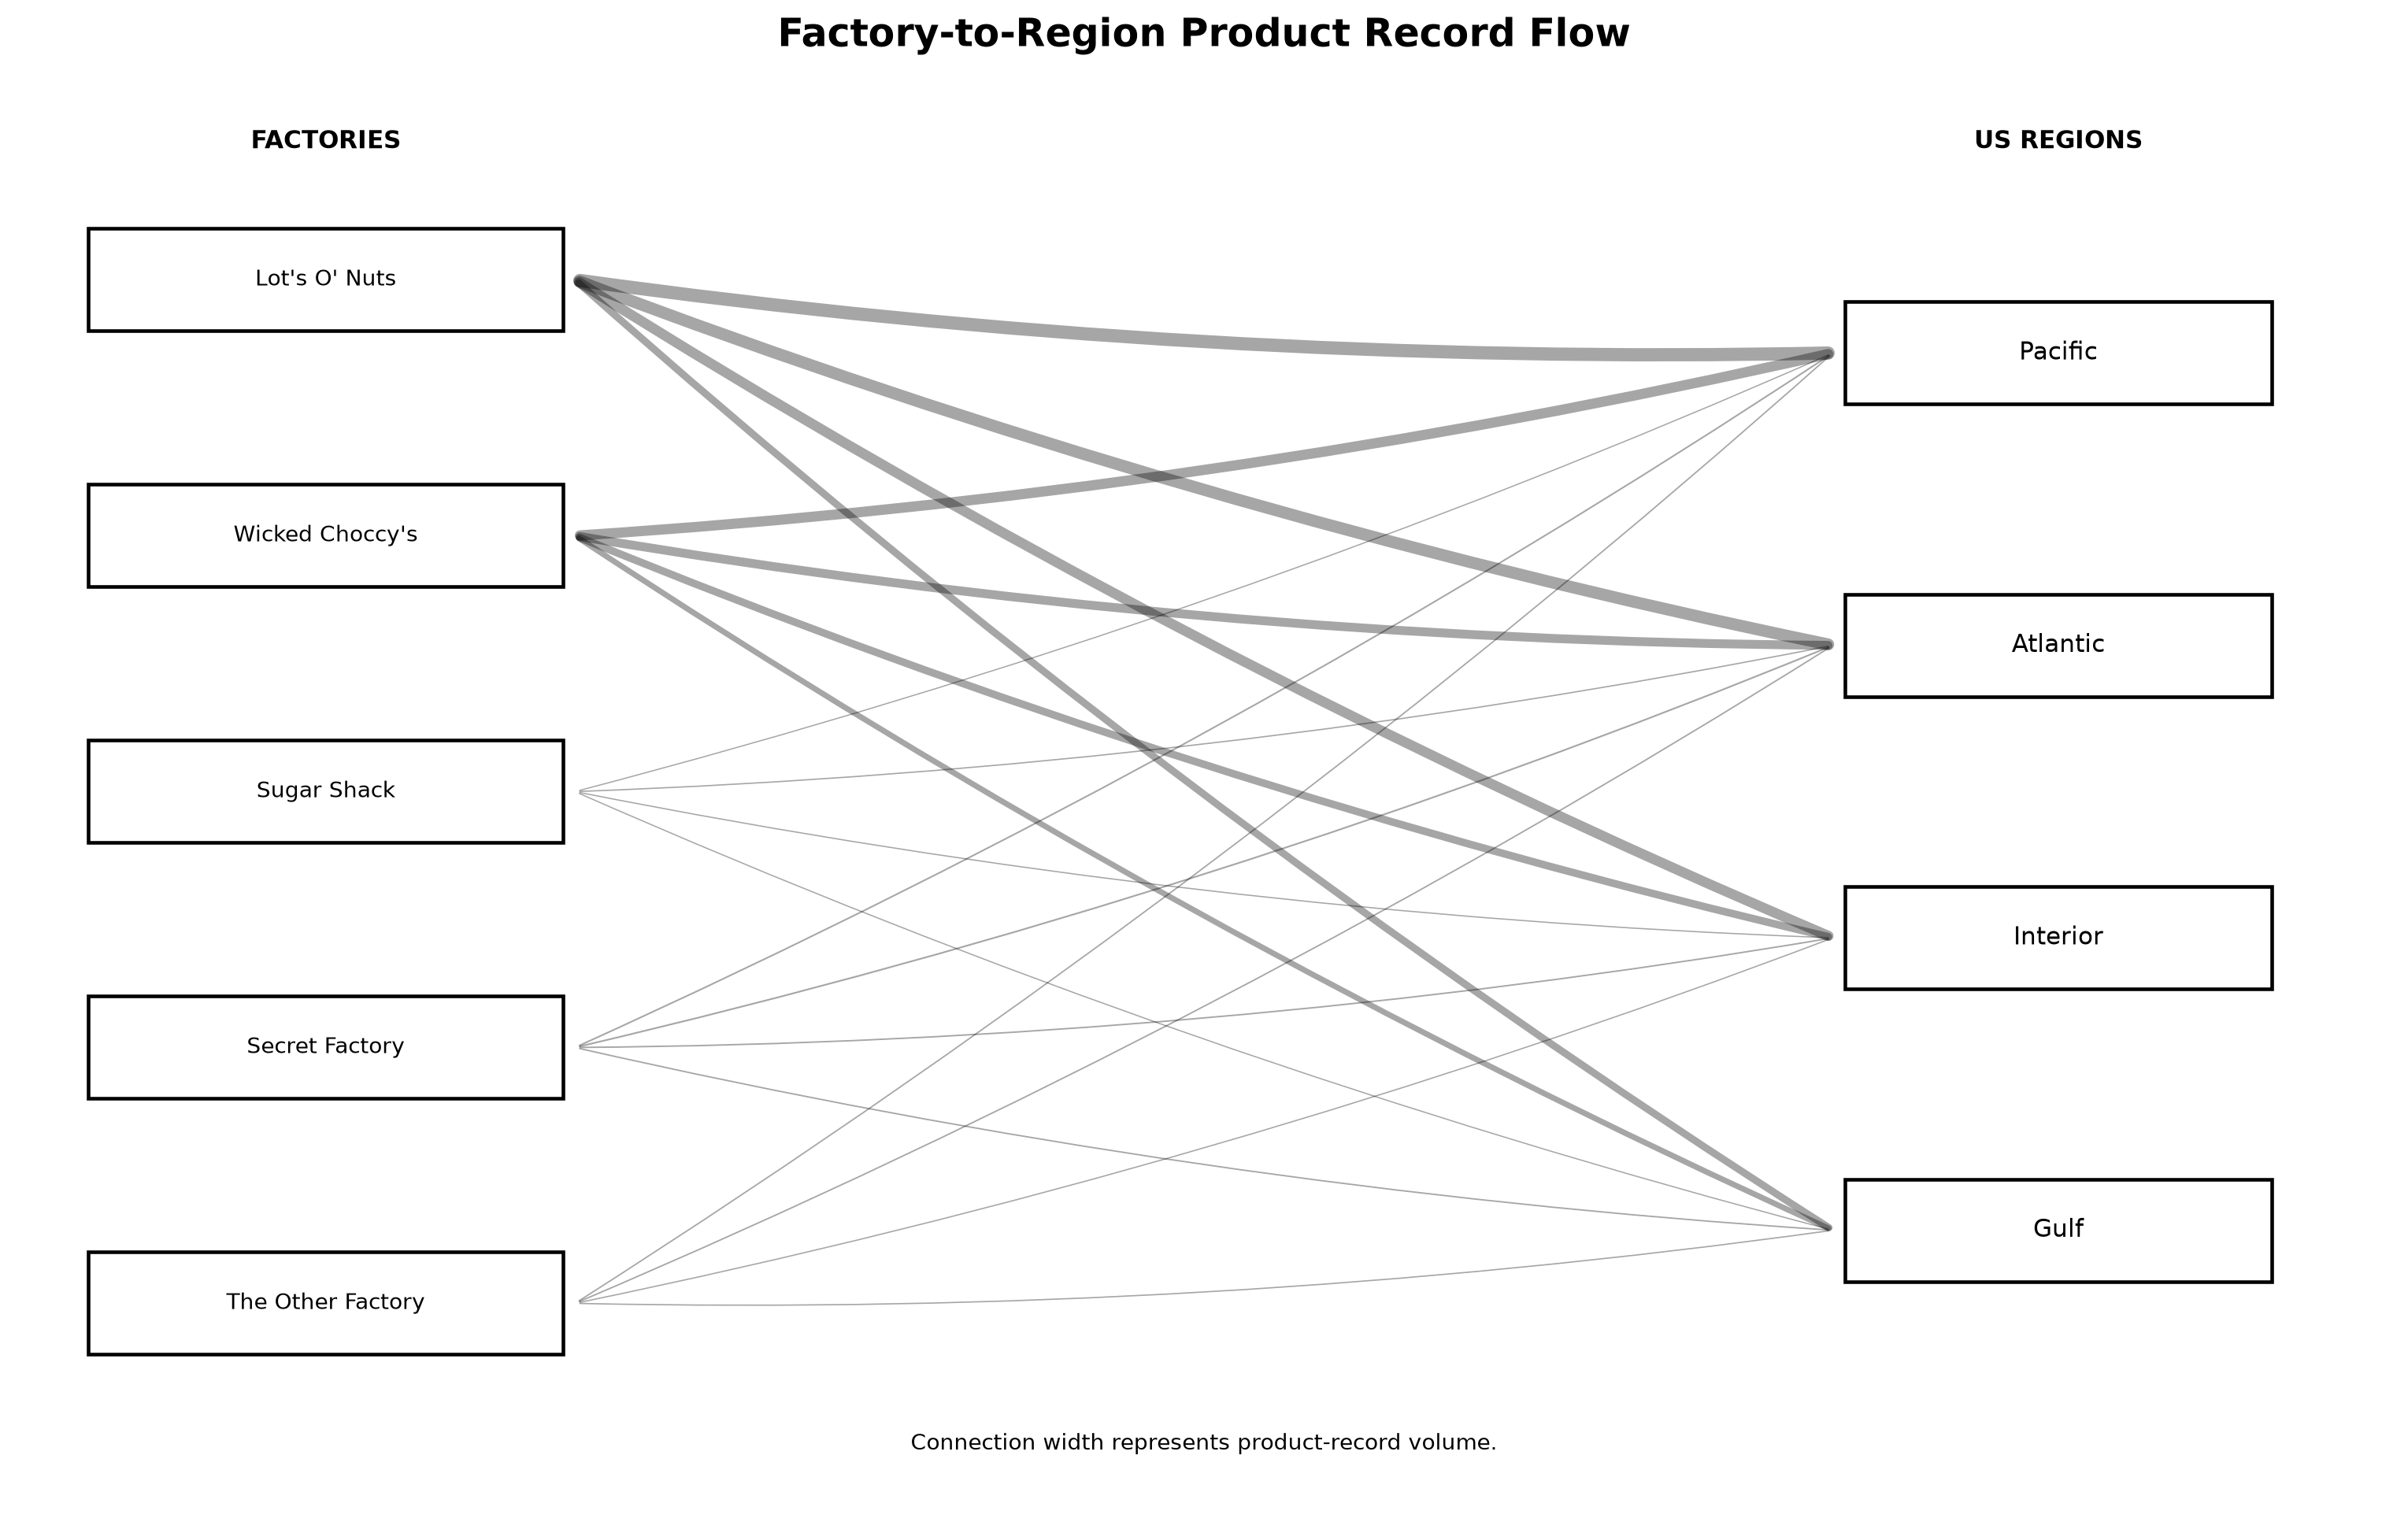 Factory-to-Region Product Record Flow
FACTORIES
US REGIONS
Lot's O' Nuts
Wicked Choccy's
Sugar Shack
Secret Factory
The Other Factory
Pacific
Atlantic
Interior
Gulf
Connection width represents product-record volume.